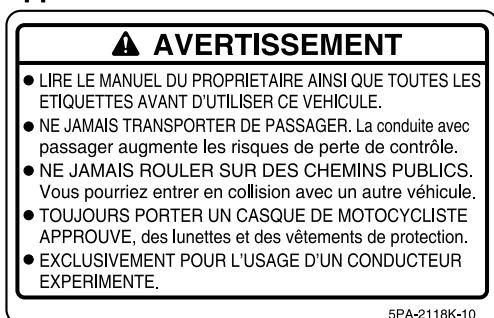 AVERTISSEMENT
● LIRE LE MANUEL DU PROPRIETAIRE AINSI QUE TOUTES LES
ETIQUETTES AVANT D'UTILISER CE VEHICULE.
● NE JAMAIS TRANSPORTER DE PASSAGER. La conduite avec
passager augmente les risques de perte de contrôle.
● NE JAMAIS ROULER SUR DES CHEMINS PUBLICS.
Vous pourriez entrer en collision avec un autre véhicule.
● TOUJOURS PORTER UN CASQUE DE MOTOCYCLISTE
APPROUVE, des lunettes et des vêtements de protection.
● EXCLUSIVEMENT POUR L'USAGE D'UN CONDUCTEUR
EXPERIMENTE.
5PA-2118K-10